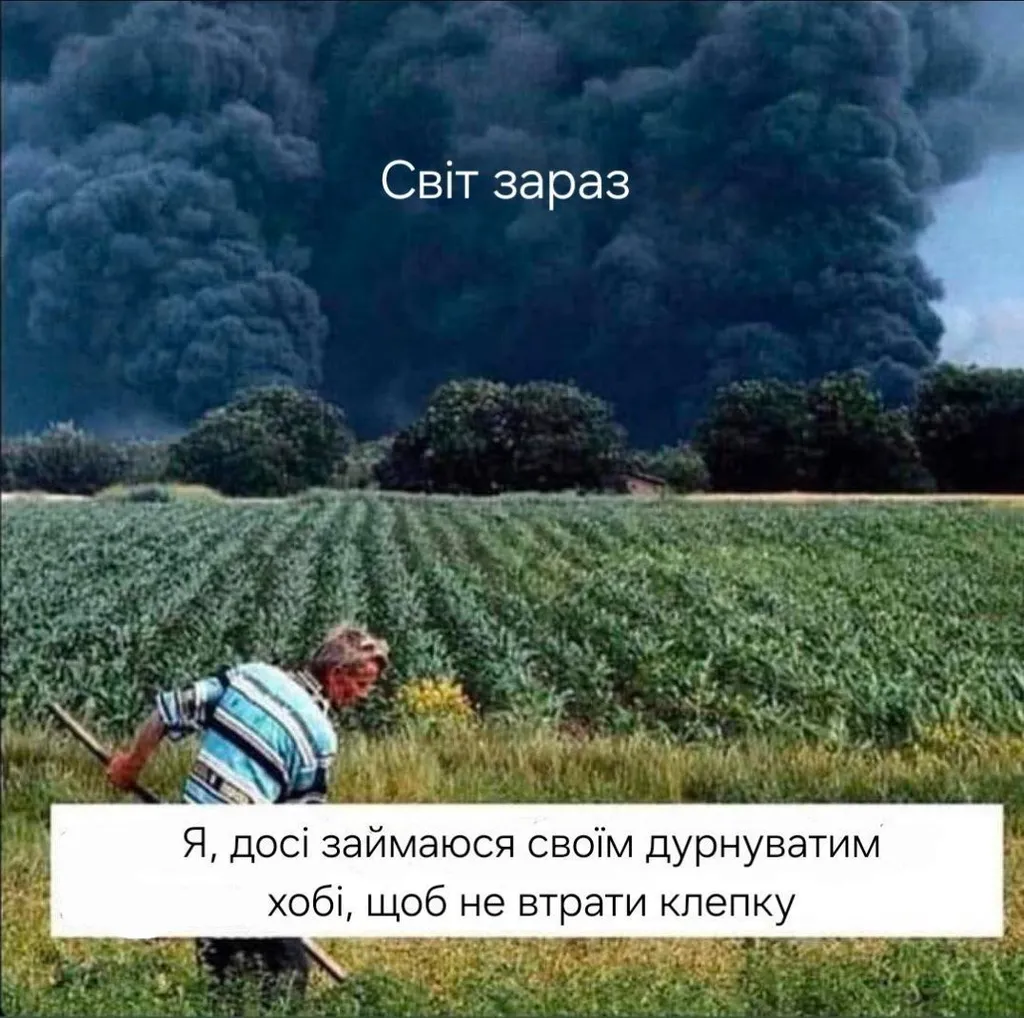 Світ зараз
Я, досі займаюся своїм дурнуватим
хобі, щоб не втрати клепку